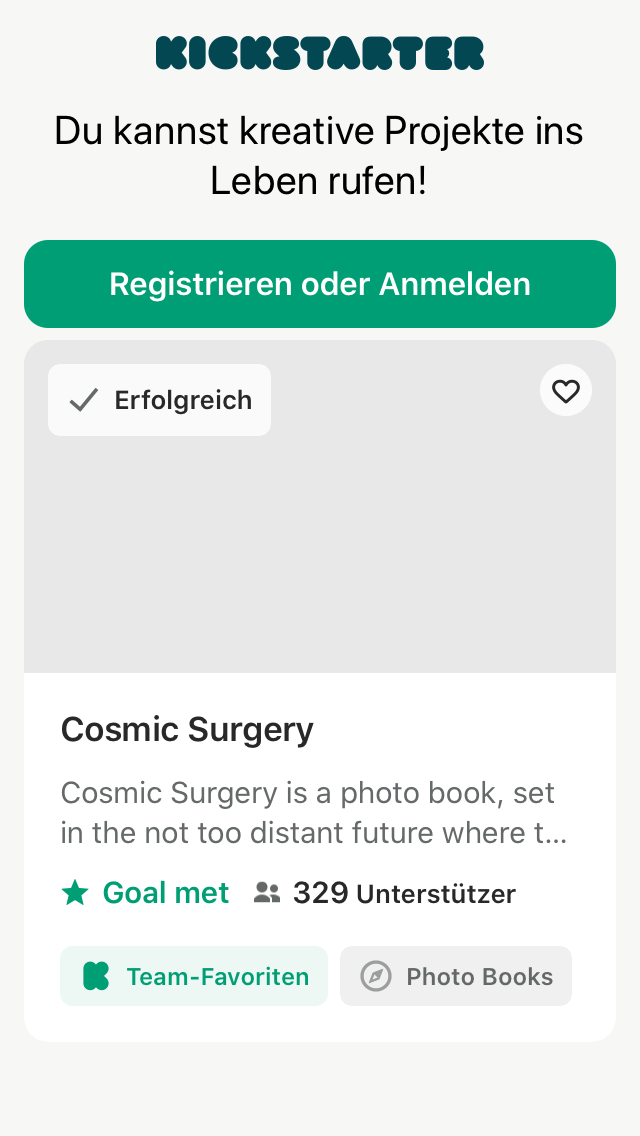 KICKSTARTER
Du kannst kreative Projekte ins
Leben rufen!
Registrieren oder Anmelden
Erfolgreich
Cosmic Surgery
Cosmic Surgery is a photo book, set
in the not too distant future where t...
Goal met 329 Unterstützer
Team-Favoriten Photo Books